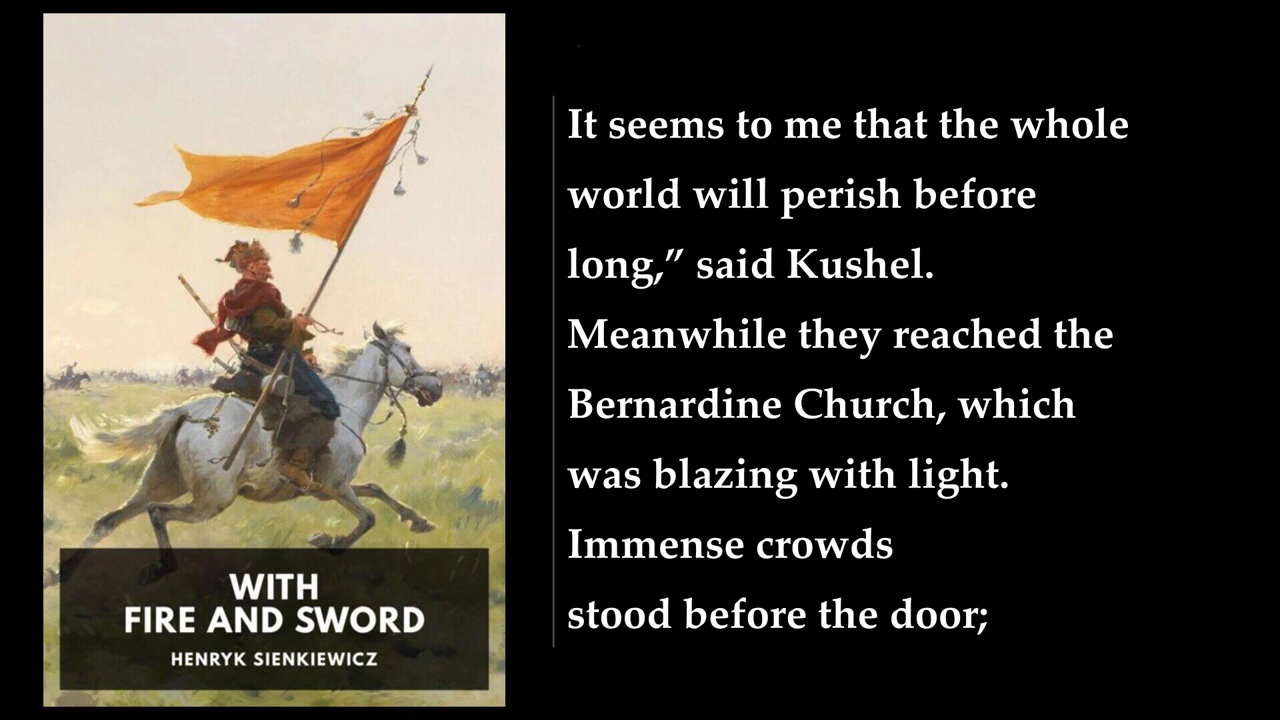 WITH
FIRE AND SWORD
HENRYK SIENKIEWICZ
It seems to me that the whole
world will perish before
long,” said Kushel.
Meanwhile they reached the
Bernardine Church, which
was blazing with light.
Immense crowds
stood before the door;